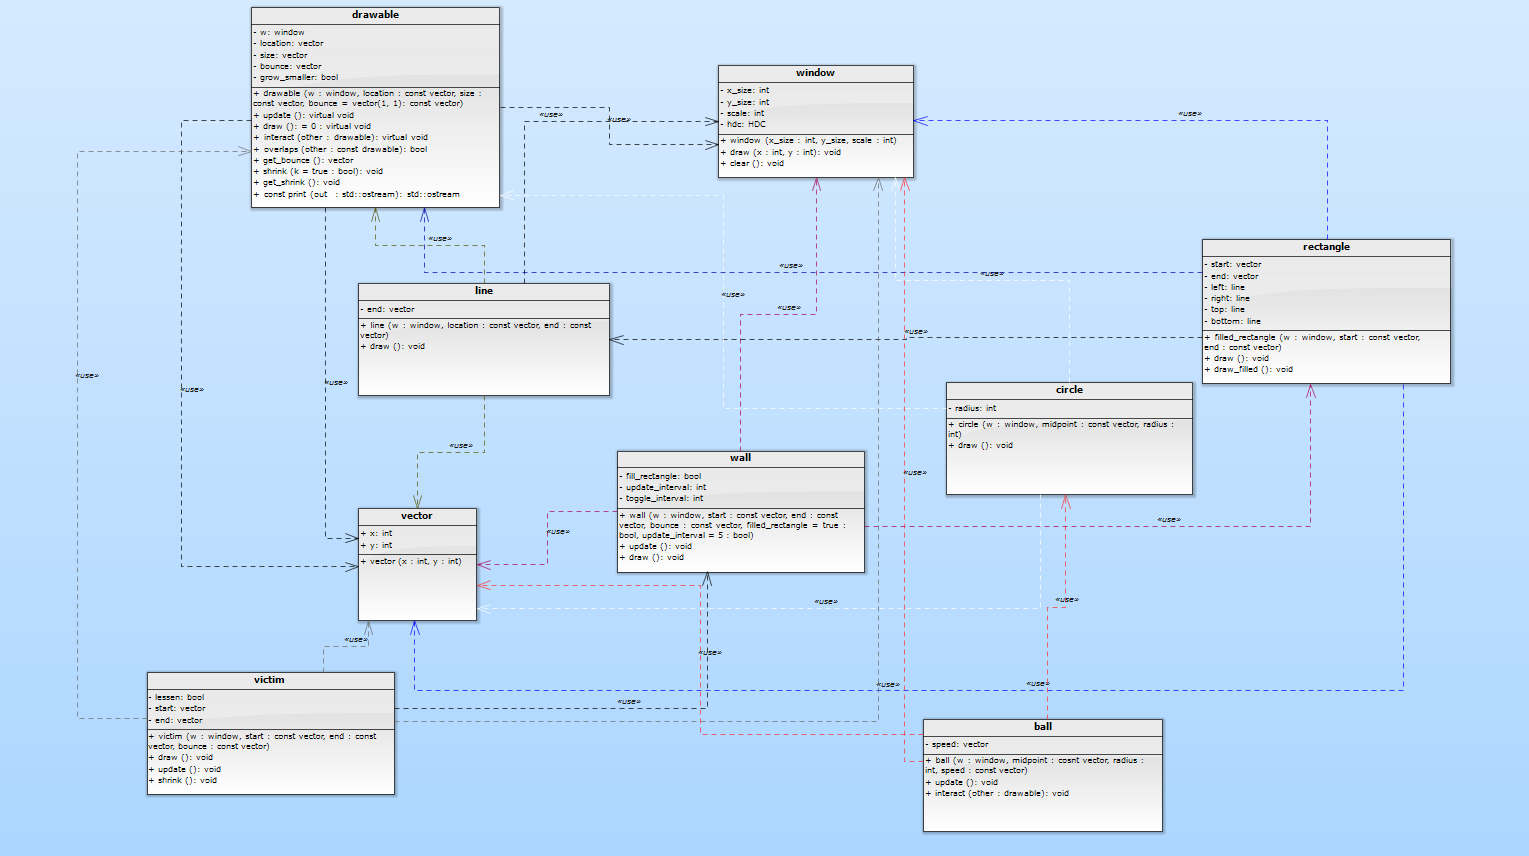 drawable
- w: window
- location: vector
- size: vector
- bounce: vector
- grow_smaller: bool
+ drawable (w : window, location : const vector, size :
const vector, bounce = vector(1, 1): const vector)
+ update (): virtual void
+ draw (): = 0 : virtual void
+ interact (other : drawable): virtual void
+ overlaps (other : const drawable): bool
+ get_bounce (): vector
+ shrink (k = true : bool): void
+ get_shrink (): void
+ const print (out : std::ostream): std::ostream
window
- x_size: int
- y_size: int
- scale: int
- hdc: HDC
+ window (x_size : int, y_size, scale : int)
+ draw (x : int, y : int): void
+ clear (): void
«use»
«use»
«use»
«use»
«use»
«use»
«use»
«use»
rectangle
- start: vector
- end: vector
- left: line
- right: line
- top: line
- bottom: line
+ filled_rectangle (w : window, start : const vector,
end : const vector)
+ draw (): void
+ draw_filled (): void
line
- end: vector
+ line (w : window, location : const vector, end : const
vector)
+ draw (): void
«use»
«use»
«use»
«use»
circle
- radius: int
+ circle (w : window, midpoint : const vector, radius :
int)
+ draw (): void
«use»
«use»
wall
- fill_rectangle: bool
- update_interval: int
- toggle_interval: int
+ wall (w : window, start : const vector, end : const
vector, bounce : const vector, filled_rectangle = true :
bool, update_interval = 5 : bool)
+ update (): void
+ draw (): void
vector
+ x: int
+ y: int
+ vector (x : int, y : int)
«use»
«use»
«use»
«use»
«use»
«use»
«use»
«use»
«use»
victim
- lessen: bool
- start: vector
- end: vector
+ victim (w : window, start : const vector, end : const
vector, bounce : const vector)
+ draw (): void
+ update (): void
+ shrink (): void
ball
- speed: vector
+ ball (w : window, midpoint : cosnt vector, radius :
int, speed : const vector)
+ update (): void
+ interact (other : drawable): void